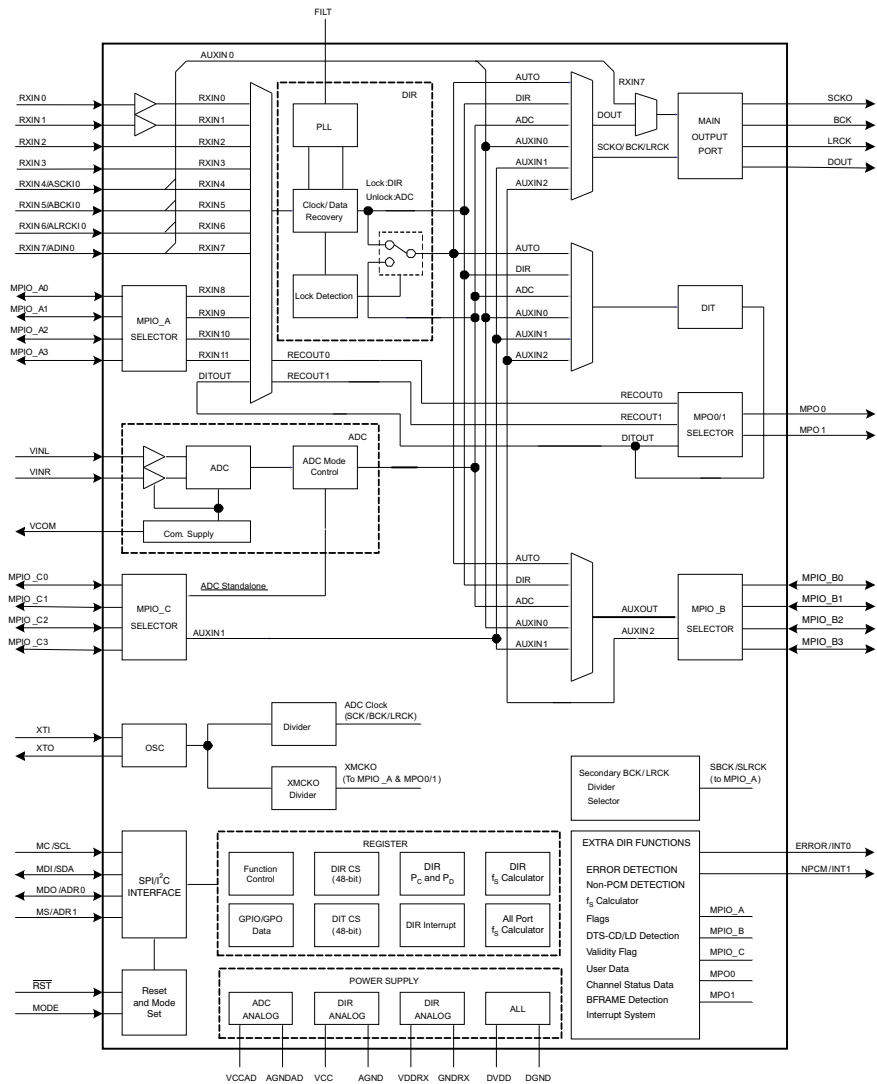 FILT
AUXIN 0
RXIN 0
RXIN 1
RXIN 2
RXIN 3
RXIN 4/ASCKI0
RXIN 5/ABCKI0
RXIN 6/ALRCKI0
RXIN 7/ADIN0
RXIN0
RXIN1
RXIN2
RXIN3
RXIN4
RXIN5
RXIN6
RXIN7
MPIO_A0
MPIO_A1
MPIO_A2
MPIO_A3
MPIO_A
SELECTOR
RXIN8
RXIN9
RXIN10
RXIN11
DITOUT
RECOUT0
RECOUT1
DIR
PLL
Clock/Data
Recovery
Lock Detection
Lock:DIR
Unlock:ADC
AUTO
DIR
ADC
AUXIN0
AUXIN1
AUXIN2
RXIN7
DOUT
SCKO/BCK/LRCK
MAIN
OUTPUT
PORT
SCKO
BCK
LRCK
DOUT
AUTO
DIR
ADC
AUXIN0
AUXIN1
AUXIN2
DIT
RECOUT0
RECOUT1
DITOUT
MPO0/1
SELECTOR
MPO0
MPO1
VINL
VINR
VCOM
ADC
ADC
ADC Mode
Control
Com. Supply
MPIO_C0
MPIO_C1
MPIO_C2
MPIO_C3
MPIO_C
SELECTOR
ADC Standalone
AUXIN1
AUTO
DIR
ADC
AUXIN0
AUXIN1
AUXOUT
AUXIN2
MPIO_B
SELECTOR
MPIO_B0
MPIO_B1
MPIO_B2
MPIO_B3
XTI
XTO
OSC
Divider
ADC Clock
(SCK/BCK/LRCK)
XMCKO
Divider
XMCKO
(To MPIO_A & MPO0/1)
Secondary BCK/LRCK
Divider
Selector
SBCK/SLRCK
(to MPIO_A)
MC/SCL
MDI/SDA
MDO/ADR0
MS/ADR1
SPI/I²C
INTERFACE
REGISTER
Function
Control
DIR CS
(48-bit)
DIR
PC and PD
DIR
fS Calculator
GPIO/GPO
Data
DIT CS
(48-bit)
DIR Interrupt
All Port
fS Calculator
EXTRA DIR FUNCTIONS
ERROR DETECTION
Non-PCM DETECTION
fS Calculator
Flags
DTS-CD/LD Detection
Validity Flag
User Data
Channel Status Data
BFRAME Detection
Interrupt System
ERROR/INT0
NPCM/INT1
MPIO_A
MPIO_B
MPIO_C
MPO0
MPO1
RST
MODE
Reset
and Mode
Set
POWER SUPPLY
ADC
ANALOG
DIR
ANALOG
DIR
ANALOG
ALL
VCCAD
AGNDAD
VCC
AGND
VDDRX
GNDRX
DVDD
DGND